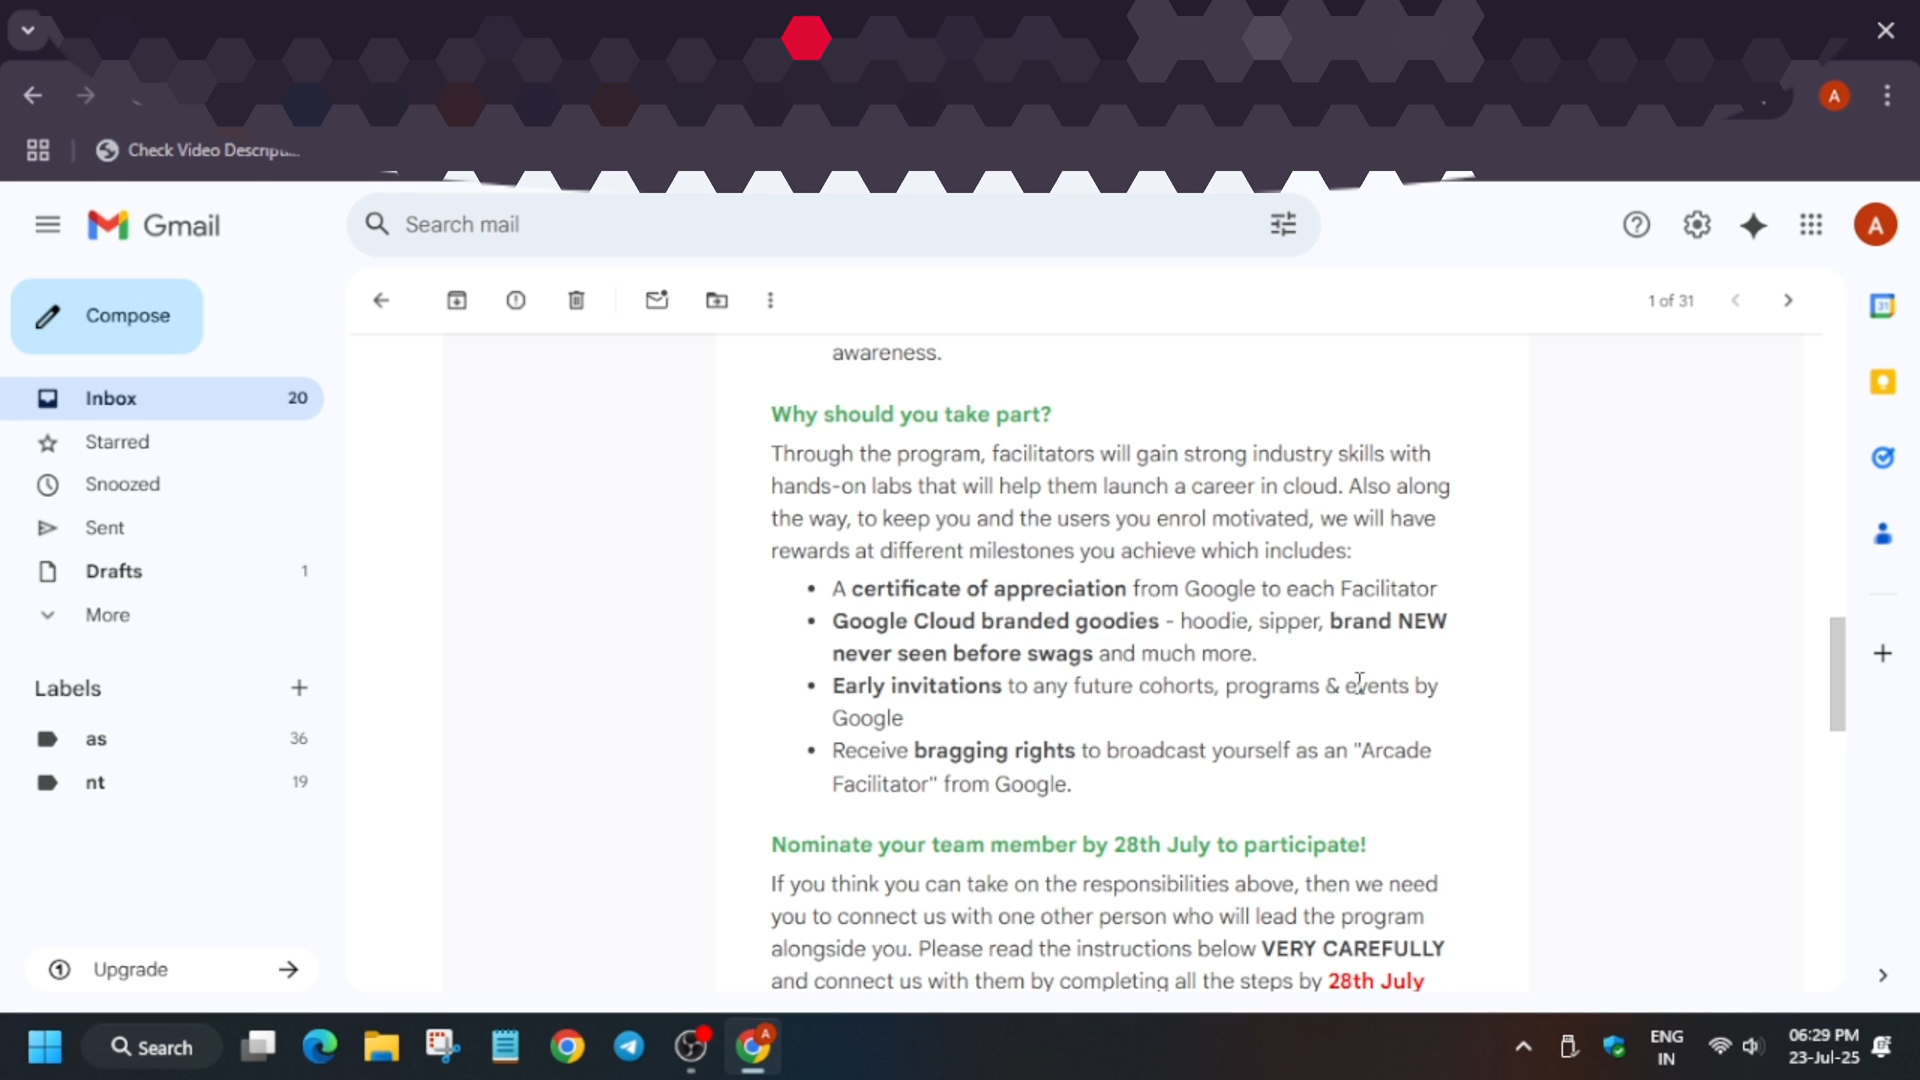 A
Check Video Descrip...
Gmail
Search mail
A
Compose
1 of 31
Inbox 20
Starred
Snoozed
Sent
Drafts 1
More
Labels
as 36
nt 19
Upgrade
awareness.
Why should you take part?
Through the program, facilitators will gain strong industry skills with
hands-on labs that will help them launch a career in cloud. Also along
the way, to keep you and the users you enrol motivated, we will have
rewards at different milestones you achieve which includes:
• A certificate of appreciation from Google to each Facilitator
• Google Cloud branded goodies - hoodie, sipper, brand NEW
never seen before swags and much more.
• Early invitations to any future cohorts, programs & events by
Google
• Receive bragging rights to broadcast yourself as an "Arcade
Facilitator" from Google.
Nominate your team member by 28th July to participate!
If you think you can take on the responsibilities above, then we need
you to connect us with one other person who will lead the program
alongside you. Please read the instructions below VERY CAREFULLY
and connect us with them by completing all the steps by 28th July
31
Search
A
ENG
IN
06:29 PM
23-Jul-25